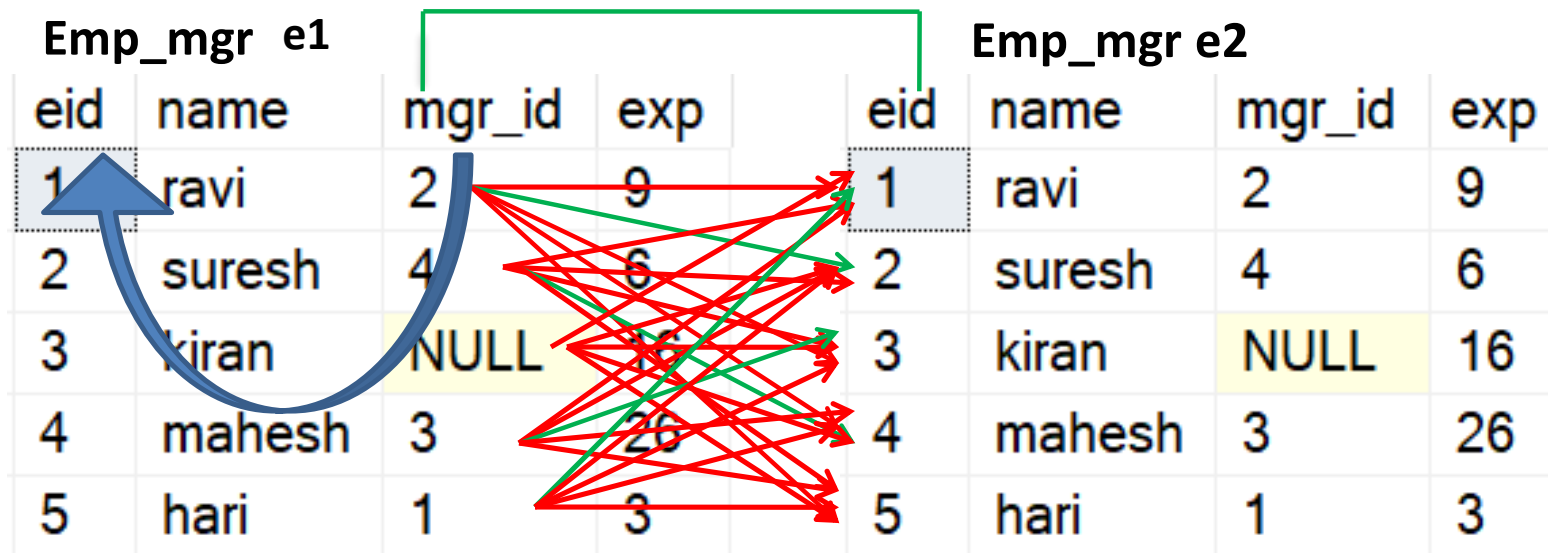 Emp_mgr e1 Emp_mgr e2
eid name mgr_id exp eid name mgr_id exp
1 ravi 2 9 1 ravi 2 9
2 suresh 4 6 2 suresh 4 6
3 kiran NULL 16 3 kiran NULL 16
4 mahesh 3 26 4 mahesh 3 26
5 hari 1 3 5 hari 1 3